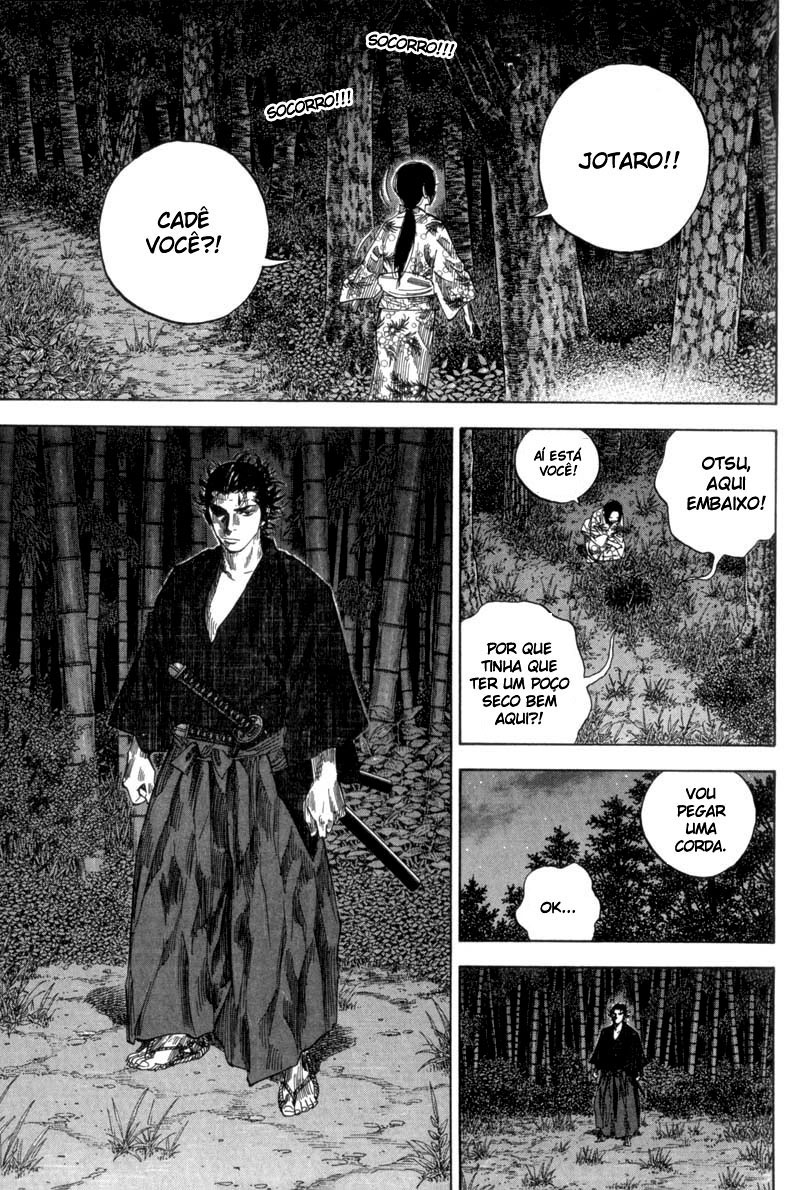 SOCORRO!!!
SOCORRO!!!
JOTARO!!
CADÊ
VOCÊ?!
OTSU,
AQUI
EMBAIXO!
AÍ ESTÁ
VOCÊ!
POR QUE
TINHA QUE
TER UM POÇO
SECO BEM
AQUI?!
VOU
PEGAR
UMA
CORDA.
OK...